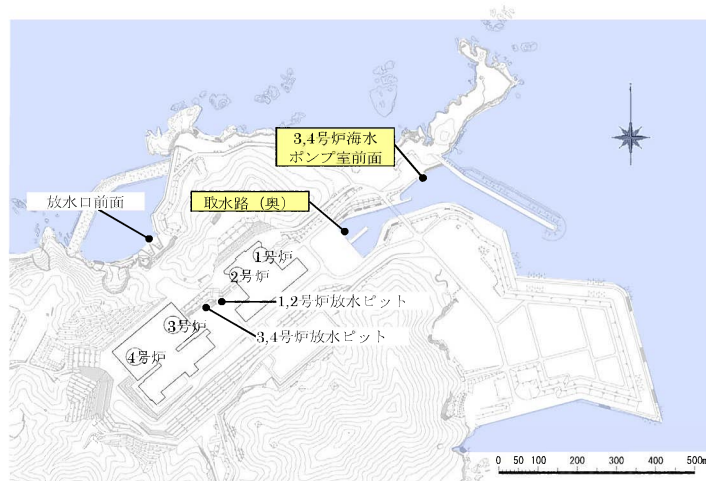 3,4号炉海水
ポンプ室前面
放水口前面
取水路（奥）
1号炉
2号炉
1,2号炉放水ピット
3号炉
3,4号炉放水ピット
4号炉
0 50 100 200 300 400 500m